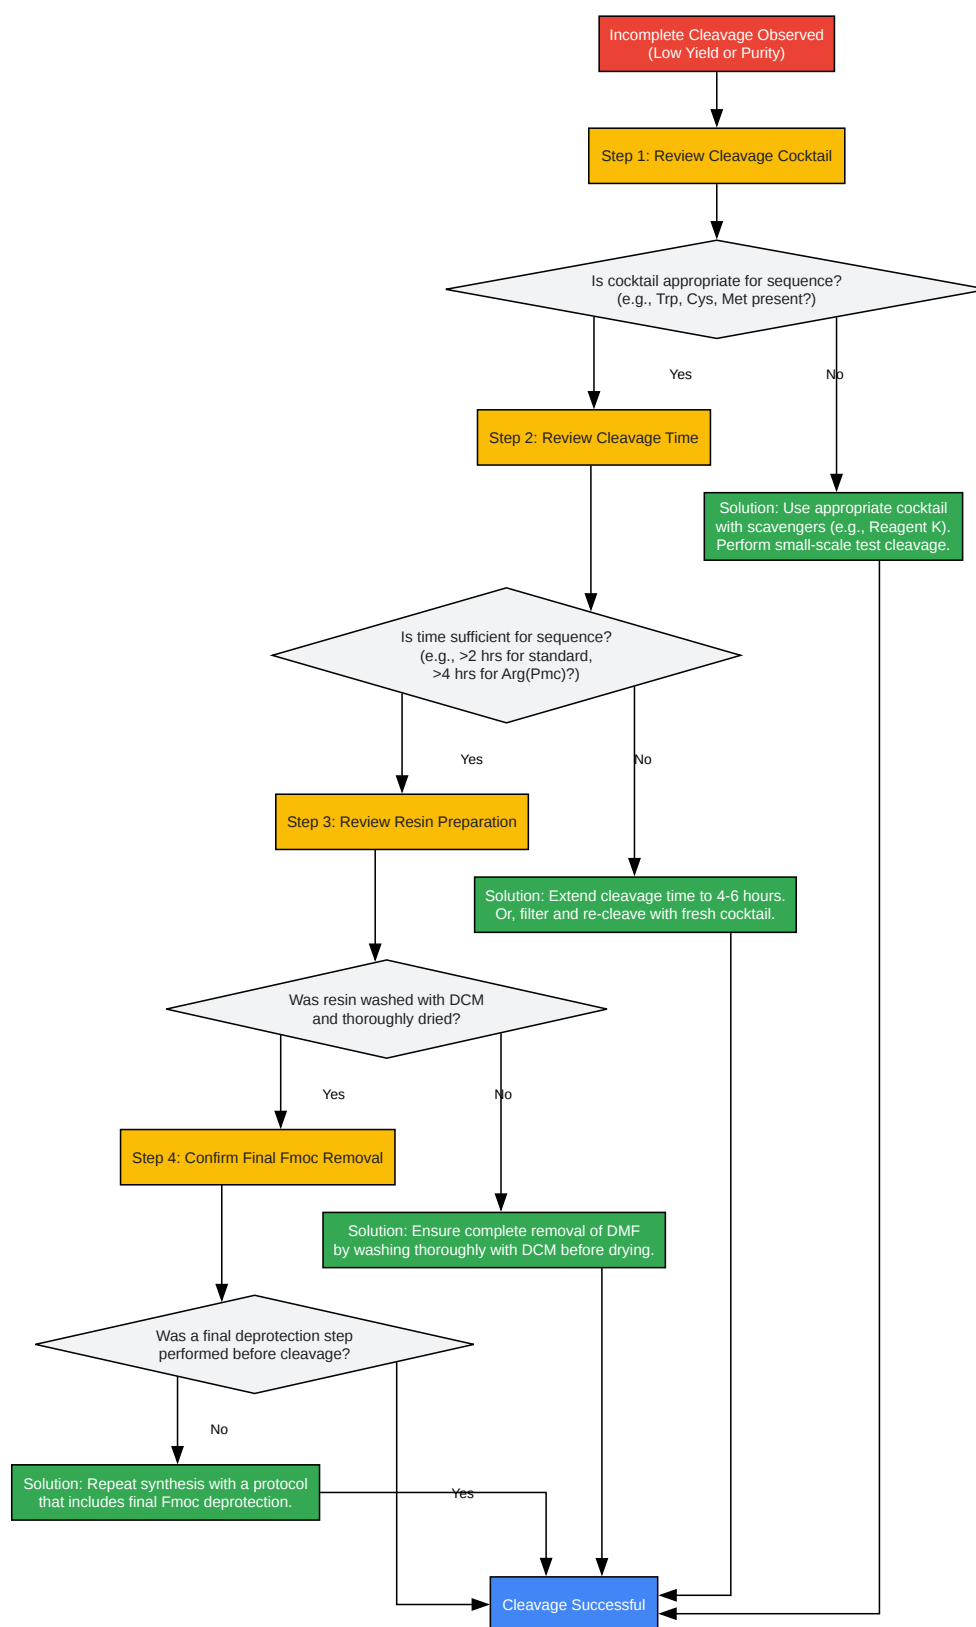 Incomplete Cleavage Observed
(Low Yield or Purity)
Step 1: Review Cleavage Cocktail
Is cocktail appropriate for sequence?
(e.g., Trp, Cys, Met present?)
Yes
No
Step 2: Review Cleavage Time
Solution: Use appropriate cocktail
with scavengers (e.g., Reagent K).
Perform small-scale test cleavage.
Is time sufficient for sequence?
(e.g., >2 hrs for standard,
>4 hrs for Arg(Pmc)?)
Yes
No
Step 3: Review Resin Preparation
Solution: Extend cleavage time to 4-6 hours.
Or, filter and re-cleave with fresh cocktail.
Was resin washed with DCM
and thoroughly dried?
Yes
No
Step 4: Confirm Final Fmoc Removal
Solution: Ensure complete removal of DMF
by washing thoroughly with DCM before drying.
Was a final deprotection step
performed before cleavage?
No
Solution: Repeat synthesis with a protocol
that includes final Fmoc deprotection.
Yes
Cleavage Successful